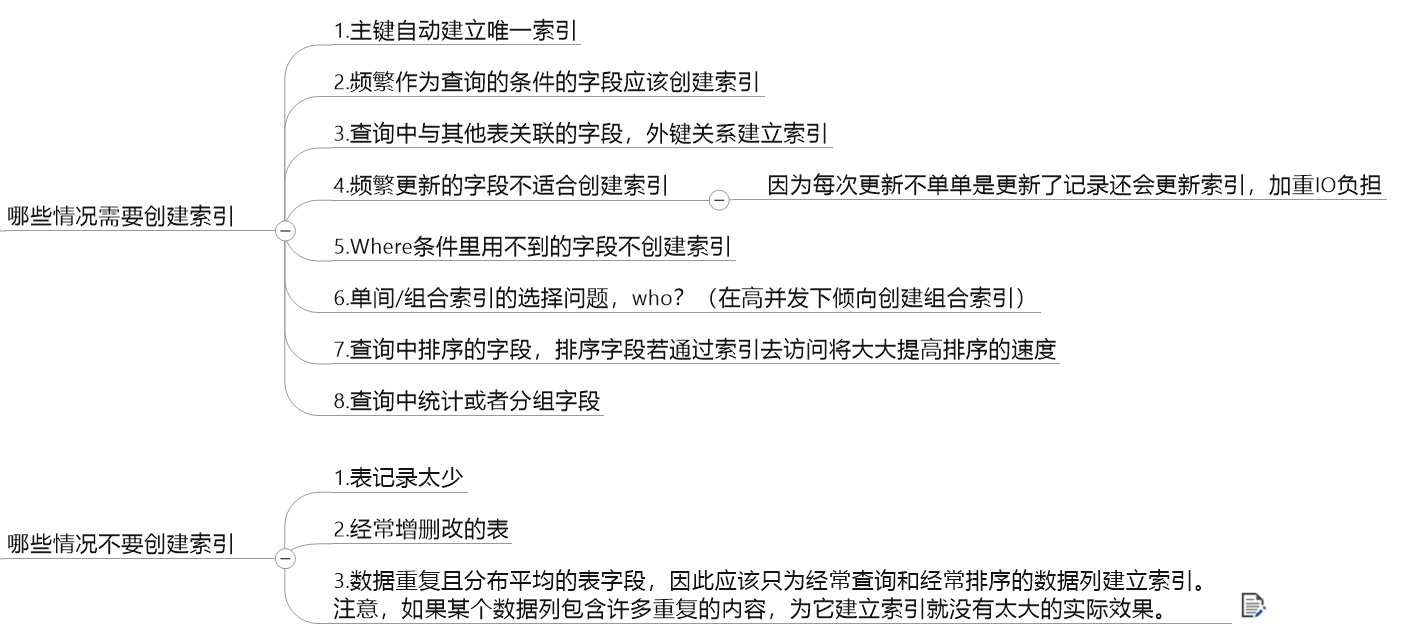 哪些情况需要创建索引
1.主键自动建立唯一索引
2.频繁作为查询的条件的字段应该创建索引
3.查询中与其他表关联的字段，外键关系建立索引
4.频繁更新的字段不适合创建索引
因为每次更新不单单是更新了记录还会更新索引，加重IO负担
5.Where条件里用不到的字段不创建索引
6.单间/组合索引的选择问题，who？（在高并发下倾向创建组合索引）
7.查询中排序的字段，排序字段若通过索引去访问将大大提高排序的速度
8.查询中统计或者分组字段
哪些情况不要创建索引
1.表记录太少
2.经常增删改的表
3.数据重复且分布平均的表字段，因此应该只为经常查询和经常排序的数据列建立索引。
注意，如果某个数据列包含许多重复的内容，为它建立索引就没有太大的实际效果。